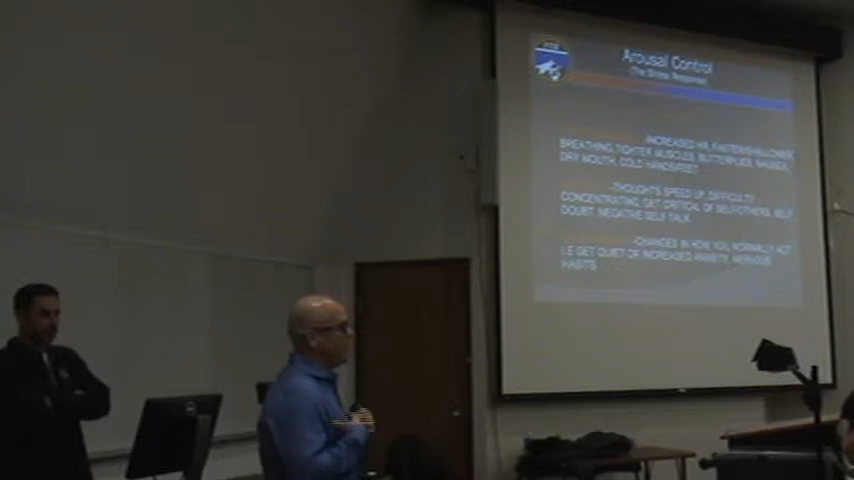 Arousal Control
(The Stress Response)
-INCREASED HR, FASTER/SHALLOWER
BREATHING TIGHTER MUSCLES, BUTTERFLIES, NAUSEA,
DRY MOUTH, COLD HANDS/FEET
-THOUGHTS SPEED UP, DIFFICULTY
CONCENTRATING, GET CRITICAL OF SELF/OTHERS, SELF
DOUBT, NEGATIVE SELF TALK
-CHANGES IN HOW YOU NORMALLY ACT
I.E GET QUIET OR INCREASED ANXIETY, NERVOUS
HABITS